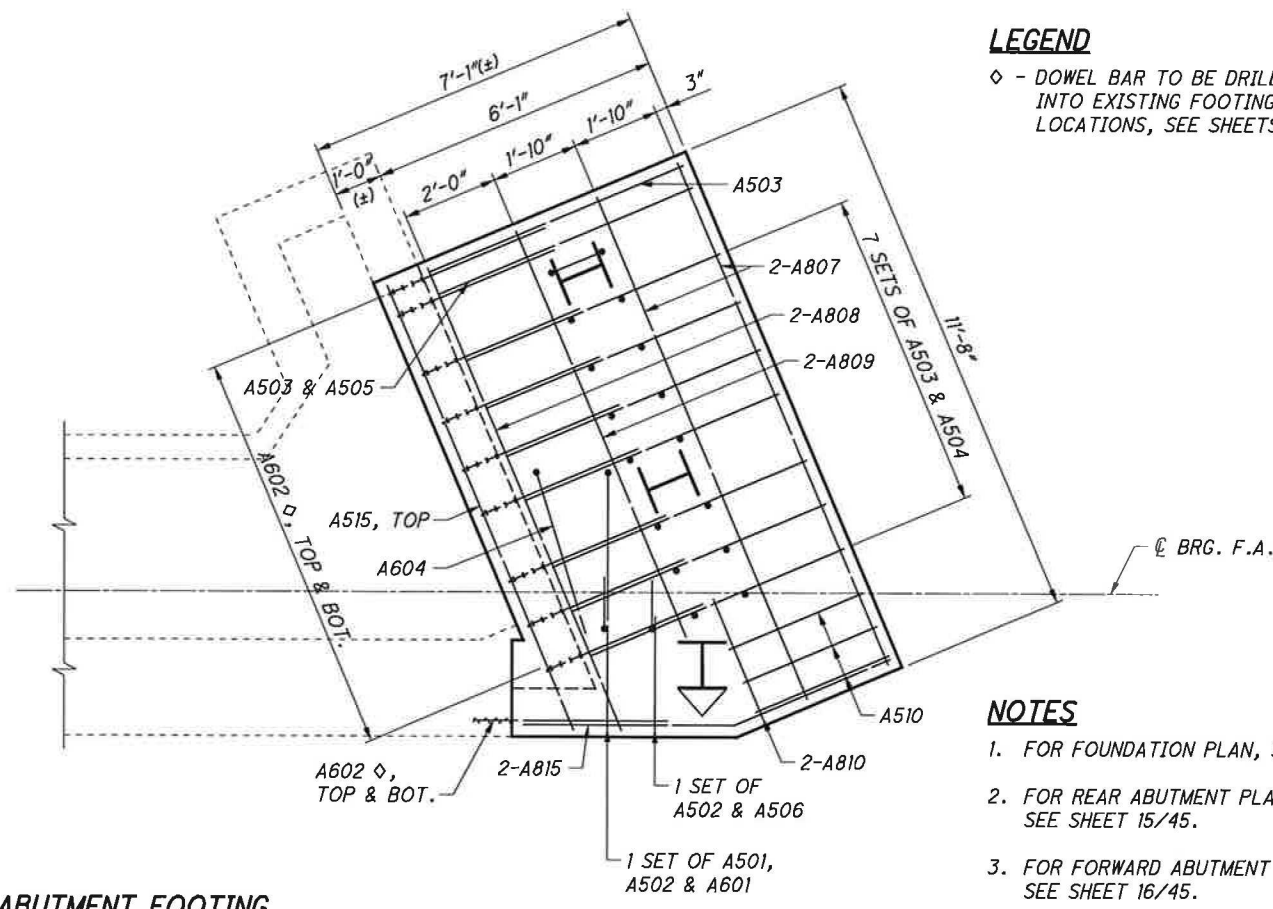 LEGEND
◊ - DOWEL BAR TO BE DRILL
INTO EXISTING FOOTING
LOCATIONS, SEE SHEETS
7'-1"(±)
6'-1"
3"
1'-10"
1'-10"
2'-0"
1'-0"
(±)
A503
2-A807
2-A808
2-A809
7 SETS OF A503 & A504
11'-8"
A503 & A505
A602 ◊, TOP & BOT.
A515, TOP
A604
℄ BRG. F.A.
A510
2-A810
A602 ◊,
TOP & BOT.
2-A815
1 SET OF
A502 & A506
1 SET OF A501,
A502 & A601
NOTES
1. FOR FOUNDATION PLAN,
2. FOR REAR ABUTMENT PLA
SEE SHEET 15/45.
3. FOR FORWARD ABUTMENT
SEE SHEET 16/45.
ABUTMENT FOOTING